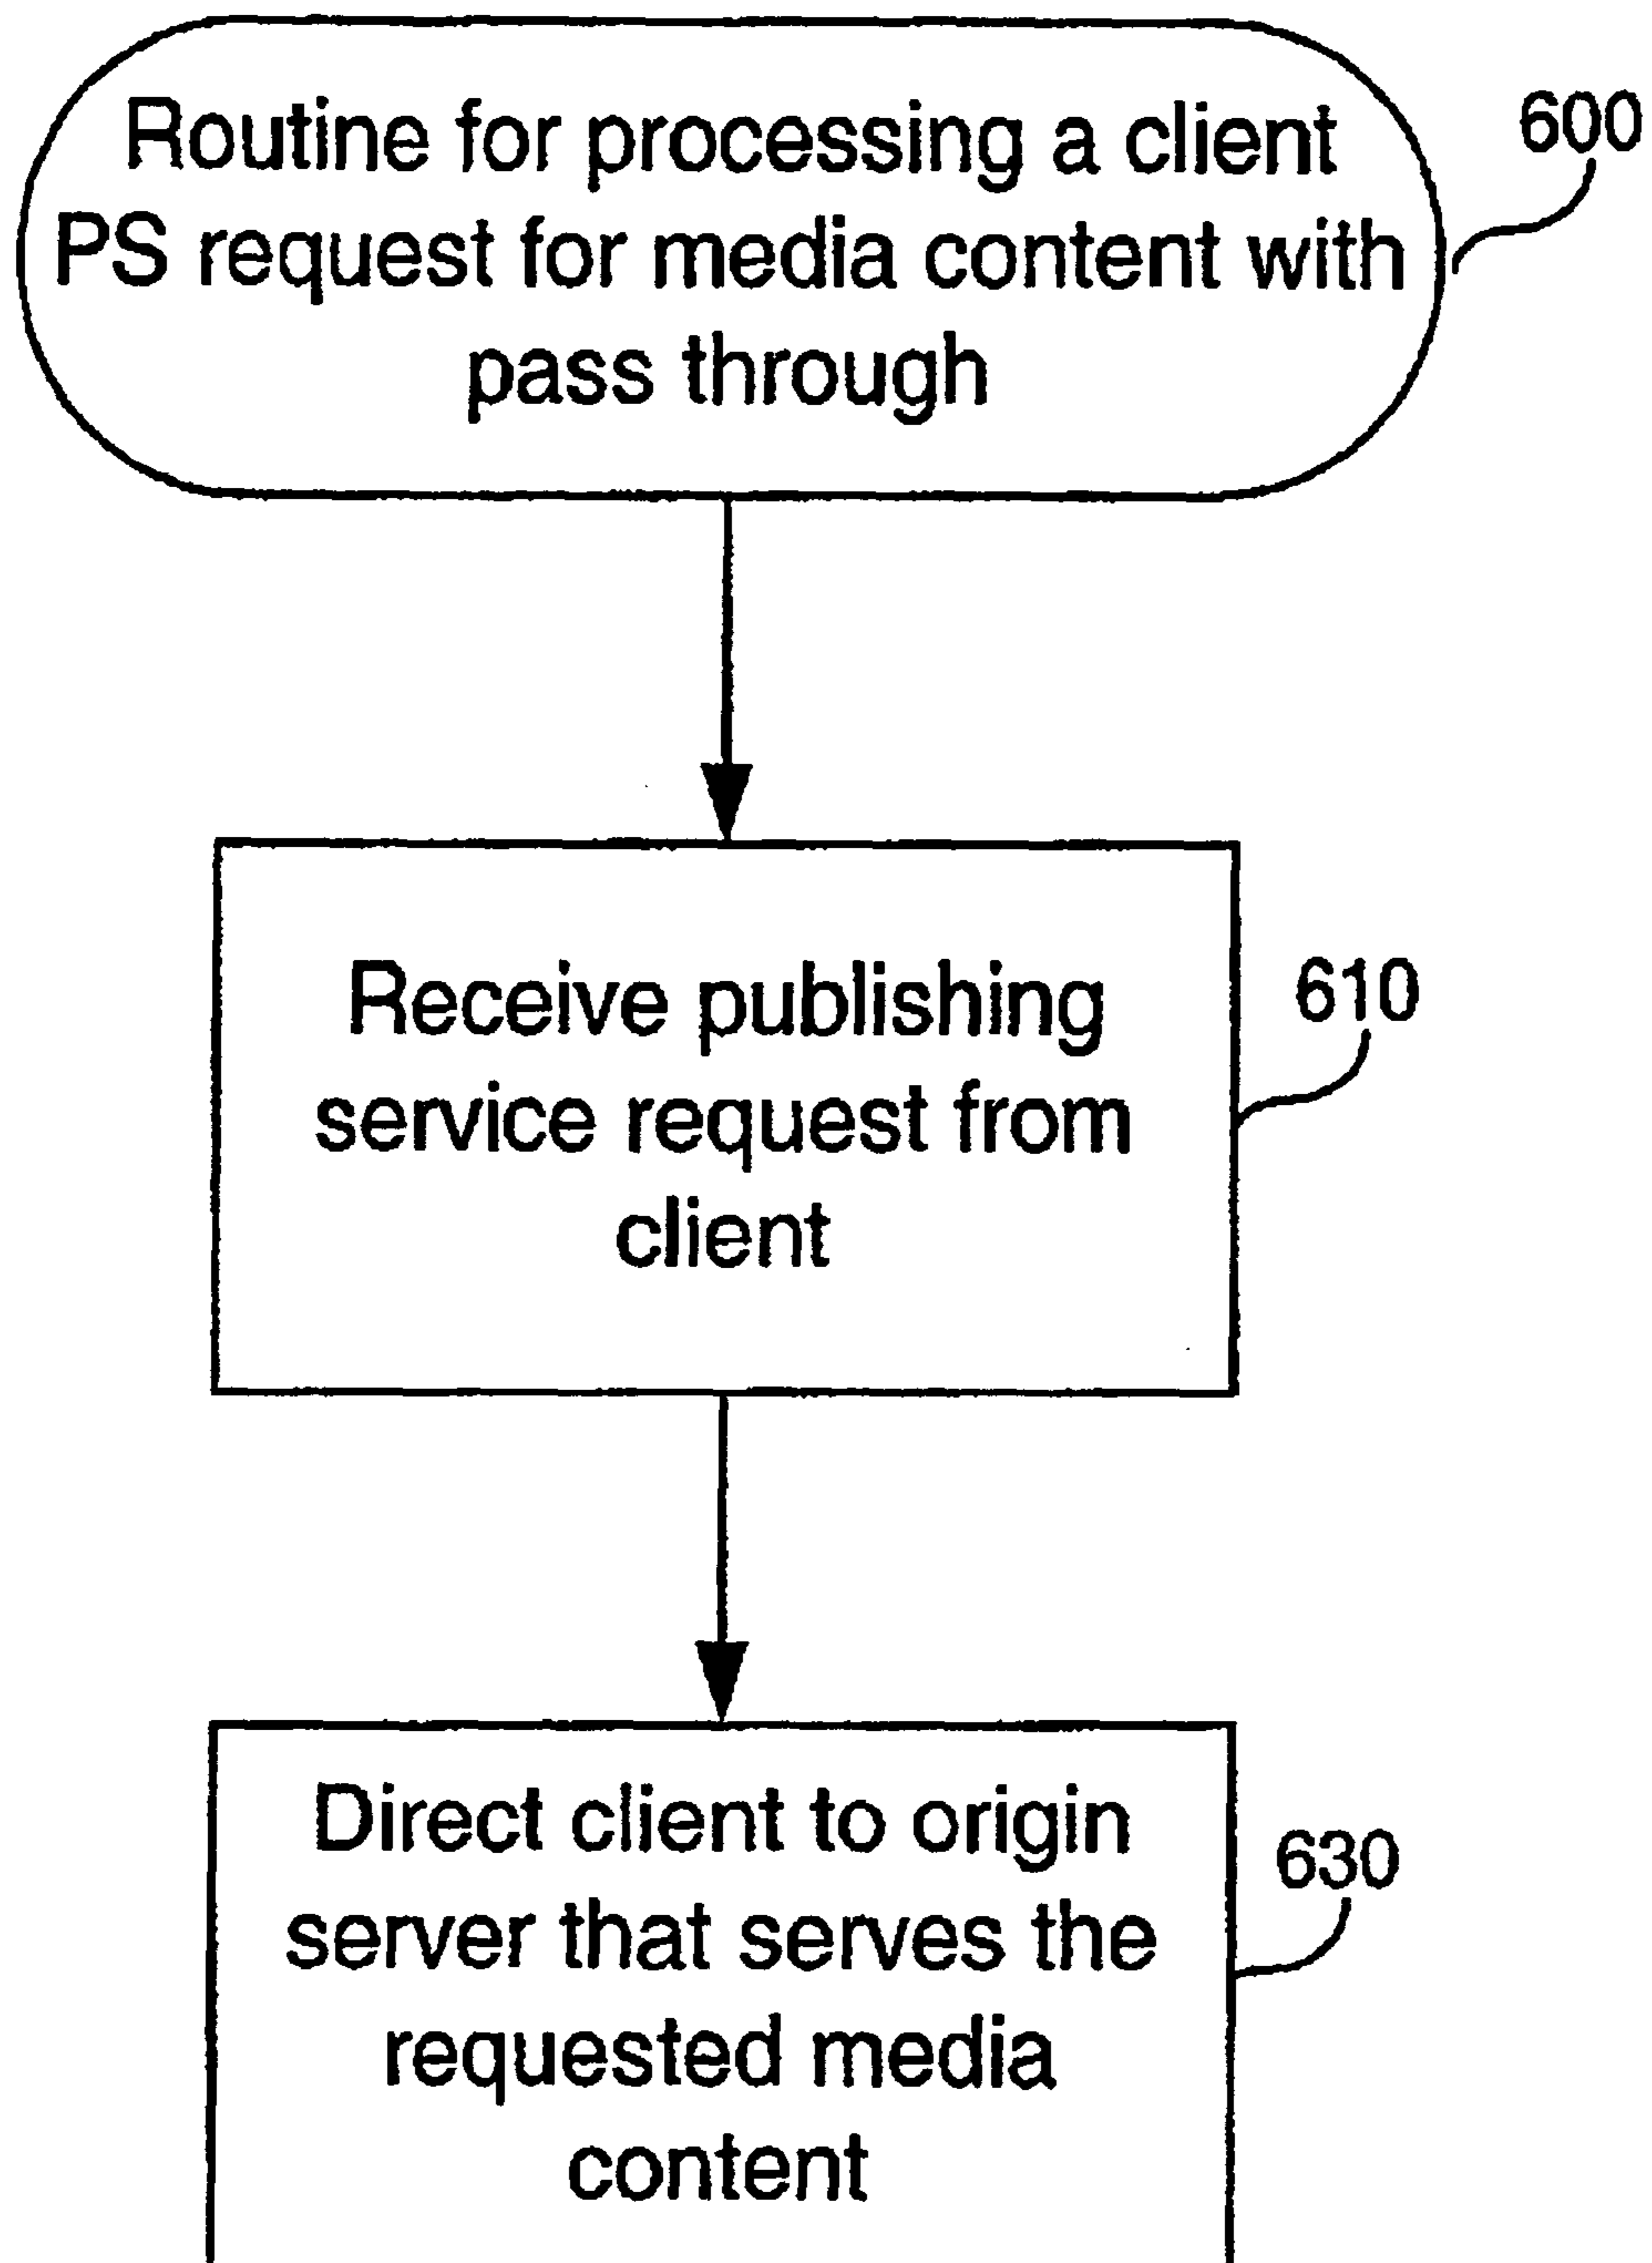 Routine for processing a client
PS request for media content with
pass through
600
Receive publishing
service request from
client
610
Direct client to origin
server that serves the
requested media
content
630